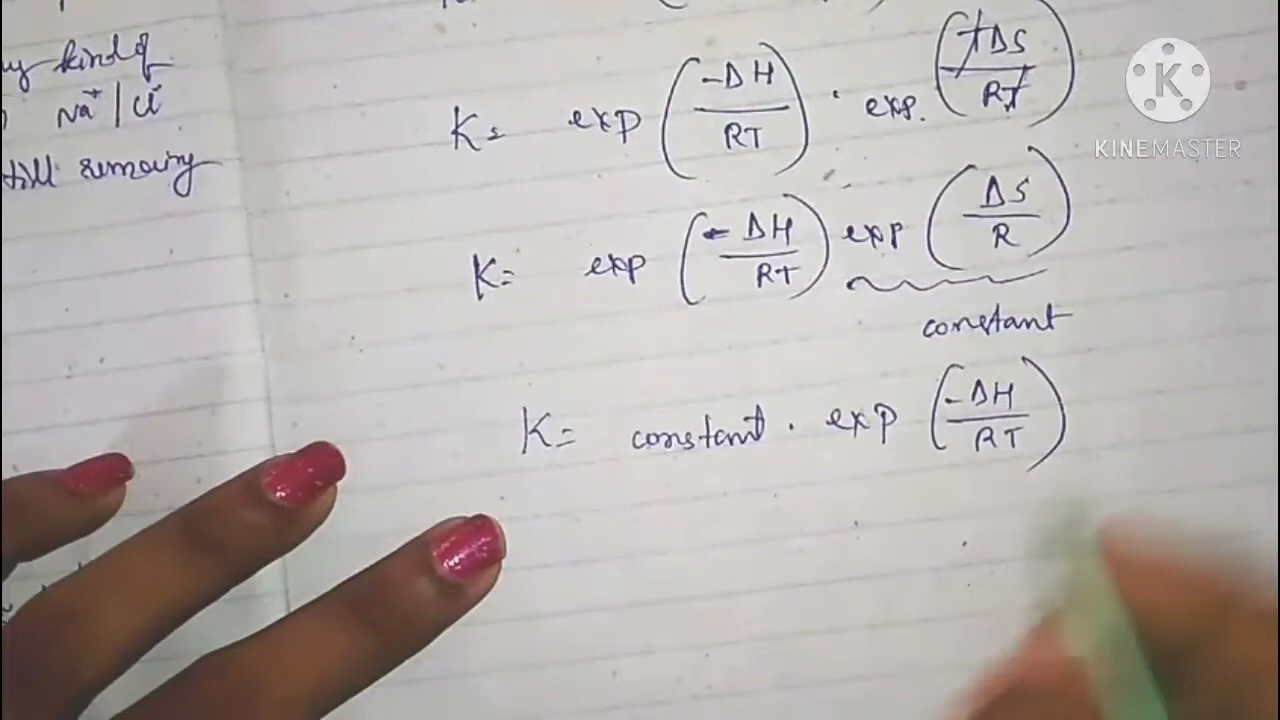 kind of
Na⁺ | Cl⁻
still remaing
K = exp (-ΔH / RT) · exp. (TΔS / RT)
K = exp (-ΔH / RT) exp (ΔS / R)
constant
K = constant · exp (-ΔH / RT)
K
KINEMASTER